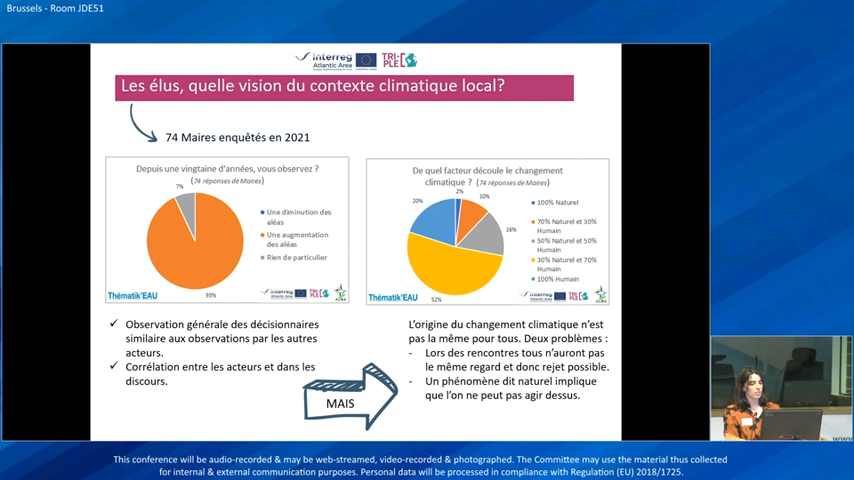 Brussels - Room JDE51
Interreg
Atlantic Area
TRI-
PLE
Les élus, quelle vision du contexte climatique local?
74 Maires enquêtés en 2021
Depuis une vingtaine d'années, vous observez ?
(74 réponses de Maires)
7%
93%
Une diminution des
aléas
Une augmentation
des aléas
Rien de particulier
Thématik'EAU
Interreg
De quel facteur découle le changement
climatique ? (74 réponses de Maires)
2%
10%
16%
52%
20%
100% Naturel
70% Naturel et 30%
Humain
50% Naturel et 50%
Humain
30% Naturel et 70%
Humain
100% Humain
Thématik'EAU
Interreg
✓ Observation générale des décisionnaires
similaire aux observations par les autres
acteurs.
✓ Corrélation entre les acteurs et dans les
discours.
MAIS
L'origine du changement climatique n'est
pas la même pour tous. Deux problèmes :
- Lors des rencontres tous n'auront pas
le même regard et donc rejet possible.
- Un phénomène dit naturel implique
que l'on ne peut pas agir dessus.
This conference will be audio-recorded & may be web-streamed, video-recorded & photographed. The Committee may use the material thus collected
for internal & external communication purposes. Personal data will be processed in compliance with Regulation (EU) 2018/1725.